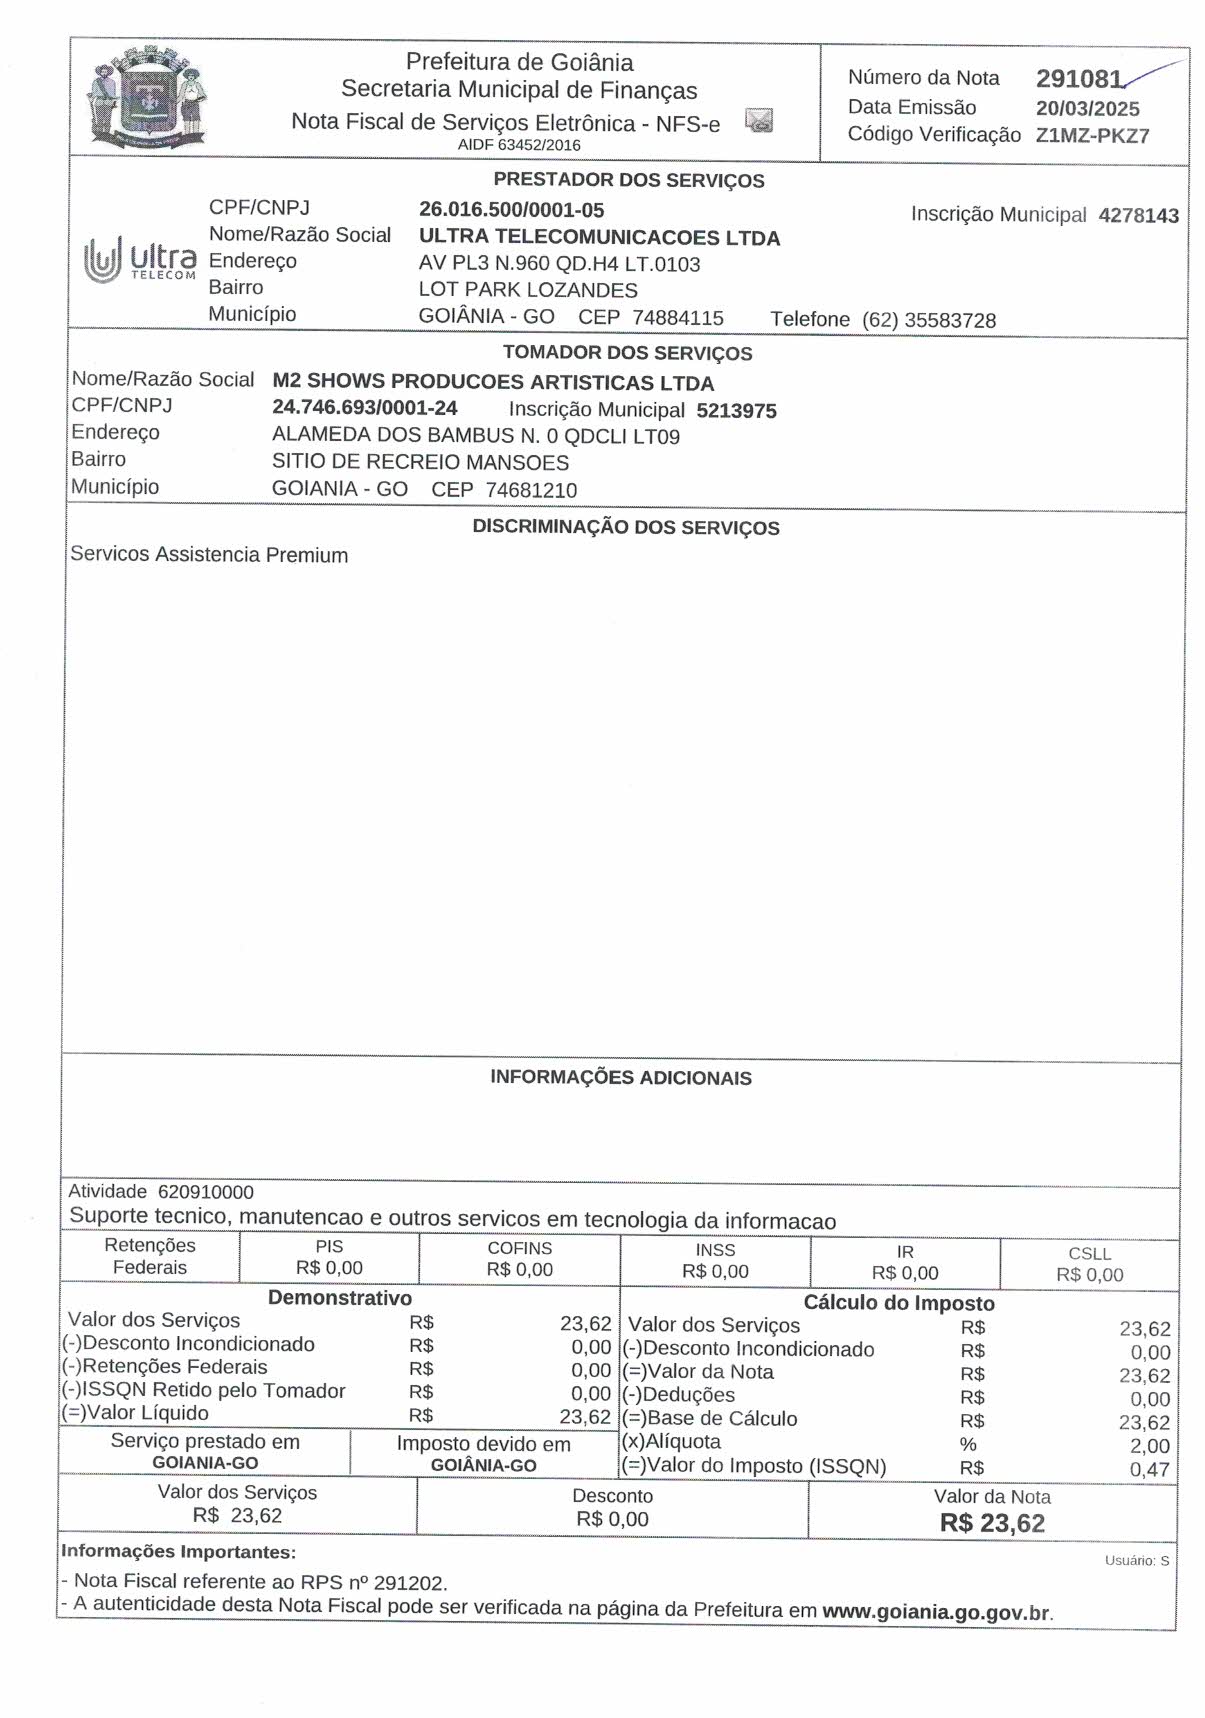 Prefeitura de Goiânia
Secretaria Municipal de Finanças
Nota Fiscal de Serviços Eletrônica - NFS-e
AIDF 63452/2016
Número da Nota 291081
Data Emissão 20/03/2025
Código Verificação Z1MZ-PKZ7
PRESTADOR DOS SERVIÇOS
ultra TELECOM
CPF/CNPJ 26.016.500/0001-05 Inscrição Municipal 4278143
Nome/Razão Social ULTRA TELECOMUNICACOES LTDA
Endereço AV PL3 N.960 QD.H4 LT.0103
Bairro LOT PARK LOZANDES
Município GOIÂNIA - GO CEP 74884115 Telefone (62) 35583728
TOMADOR DOS SERVIÇOS
Nome/Razão Social M2 SHOWS PRODUCOES ARTISTICAS LTDA
CPF/CNPJ 24.746.693/0001-24 Inscrição Municipal 5213975
Endereço ALAMEDA DOS BAMBUS N. 0 QDCLI LT09
Bairro SITIO DE RECREIO MANSOES
Município GOIANIA - GO CEP 74681210
DISCRIMINAÇÃO DOS SERVIÇOS
Servicos Assistencia Premium
INFORMAÇÕES ADICIONAIS
Atividade 620910000
Suporte tecnico, manutencao e outros servicos em tecnologia da informacao
Retenções Federais PIS R$ 0,00 COFINS R$ 0,00 INSS R$ 0,00 IR R$ 0,00 CSLL R$ 0,00
Demonstrativo
Valor dos Serviços R$ 23,62
(-)Desconto Incondicionado R$ 0,00
(-)Retenções Federais R$ 0,00
(-)ISSQN Retido pelo Tomador R$ 0,00
(=)Valor Líquido R$ 23,62
Serviço prestado em GOIANIA-GO
Imposto devido em GOIÂNIA-GO
Cálculo do Imposto
Valor dos Serviços R$ 23,62
(-)Desconto Incondicionado R$ 0,00
(=)Valor da Nota R$ 23,62
(-)Deduções R$ 0,00
(=)Base de Cálculo R$ 23,62
(x)Alíquota % 2,00
(=)Valor do Imposto (ISSQN) R$ 0,47
Valor dos Serviços R$ 23,62
Desconto R$ 0,00
Valor da Nota R$ 23,62
Informações Importantes: Usuário: S
- Nota Fiscal referente ao RPS nº 291202.
- A autenticidade desta Nota Fiscal pode ser verificada na página da Prefeitura em www.goiania.go.gov.br.